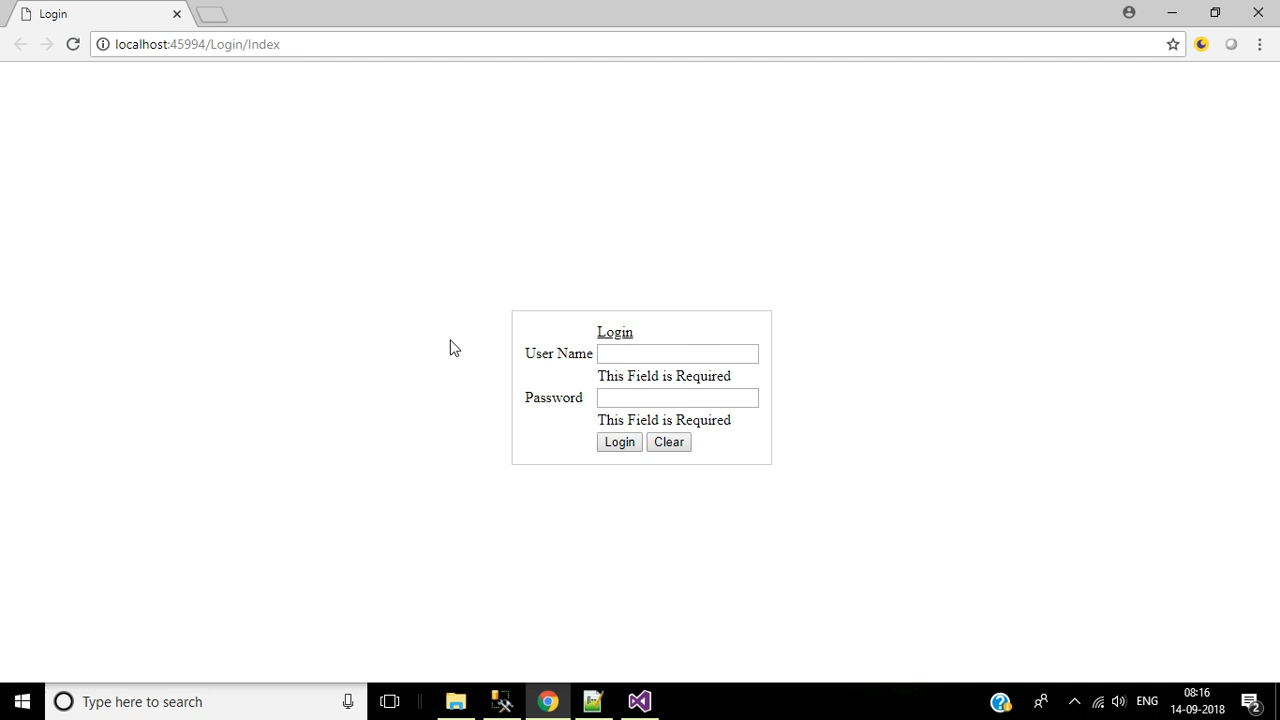 Login
localhost:45994/Login/Index
Login
User Name
This Field is Required
Password
This Field is Required
Login Clear
Type here to search
ENG
08:16
14-09-2018
2